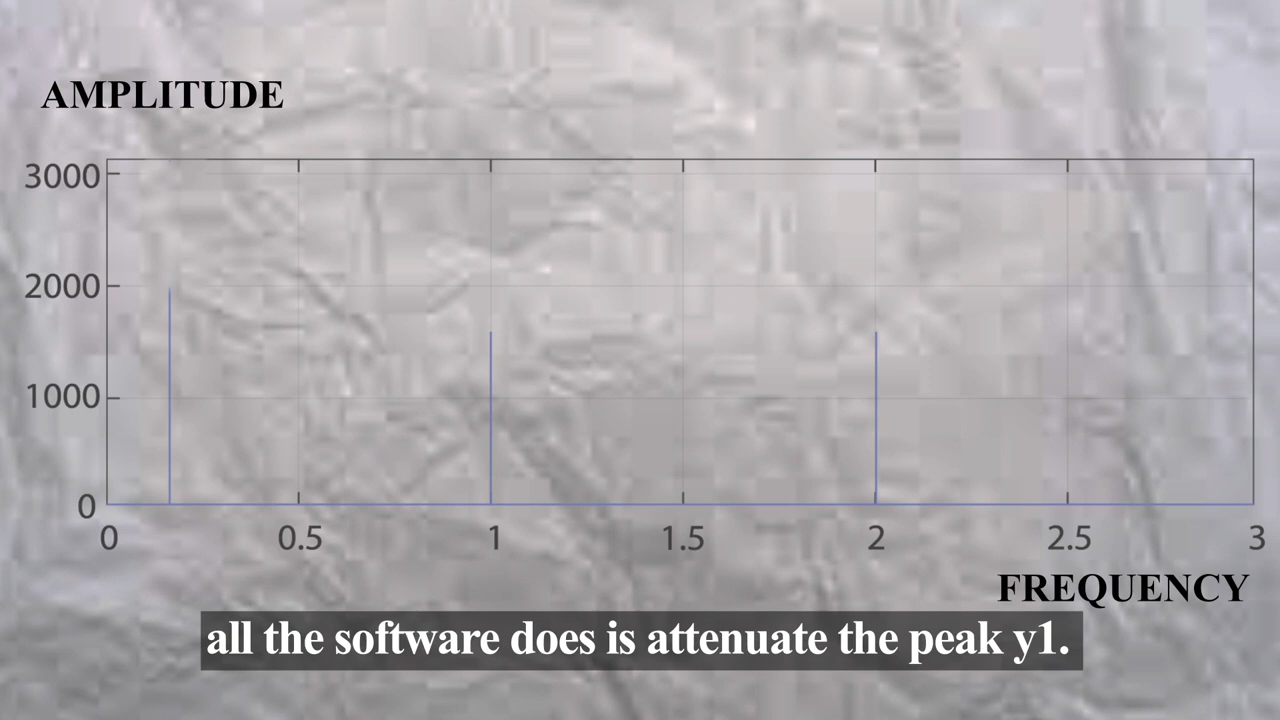 AMPLITUDE
3000
2000
1000
0
0 0.5 1 1.5 2 2.5 3
FREQUENCY
all the software does is attenuate the peak y1.